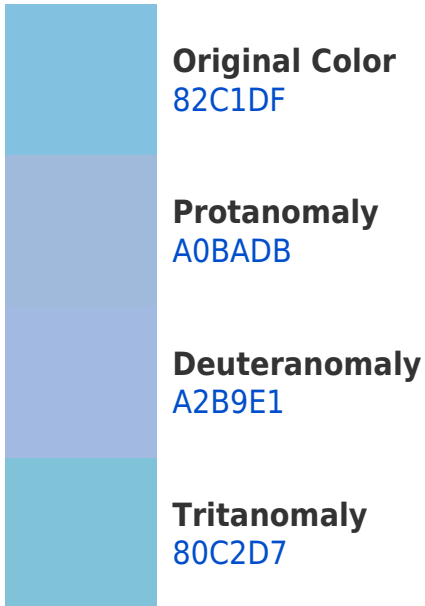 Original Color
82C1DF
Protanomaly
A0BADB
Deuteranomaly
A2B9E1
Tritanomaly
80C2D7